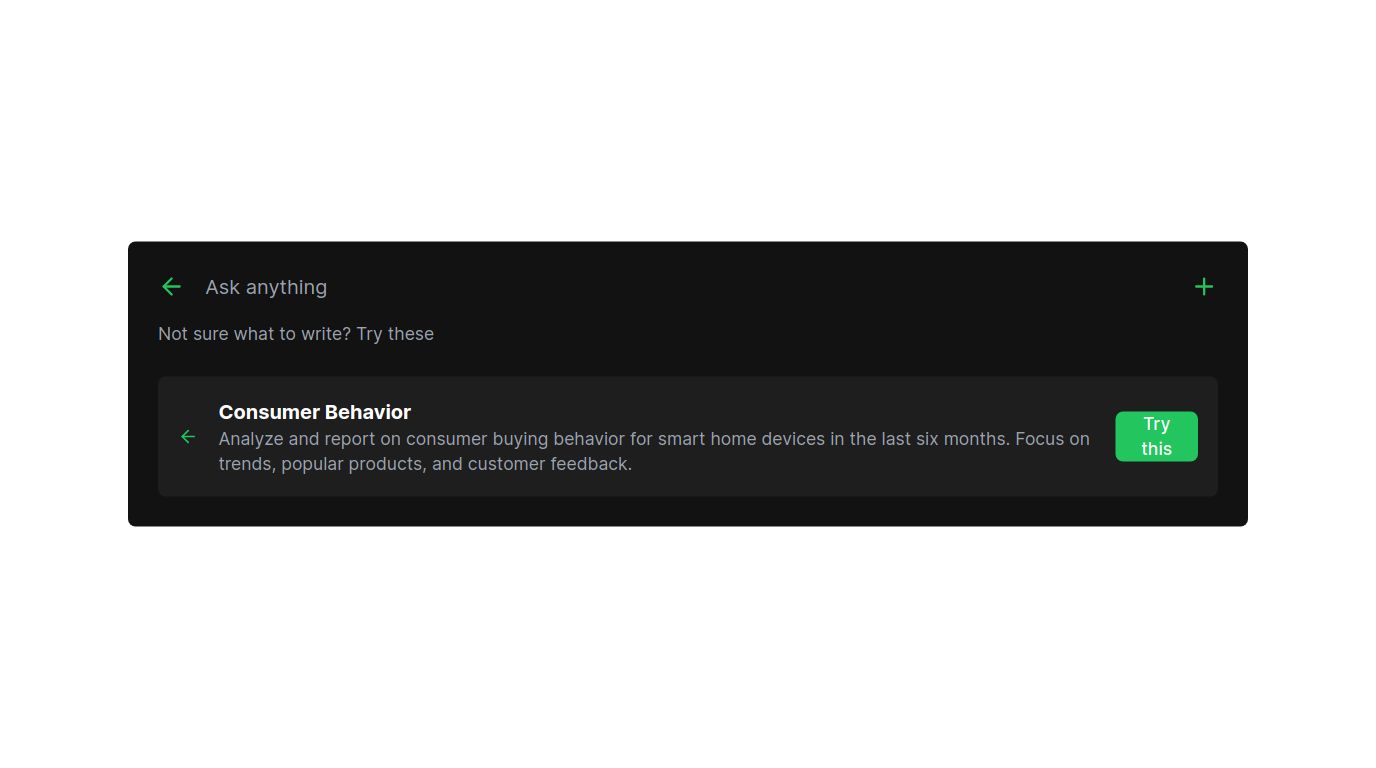 Ask anything
Not sure what to write? Try these
Consumer Behavior
Analyze and report on consumer buying behavior for smart home devices in the last six months. Focus on
trends, popular products, and customer feedback.
Try
this